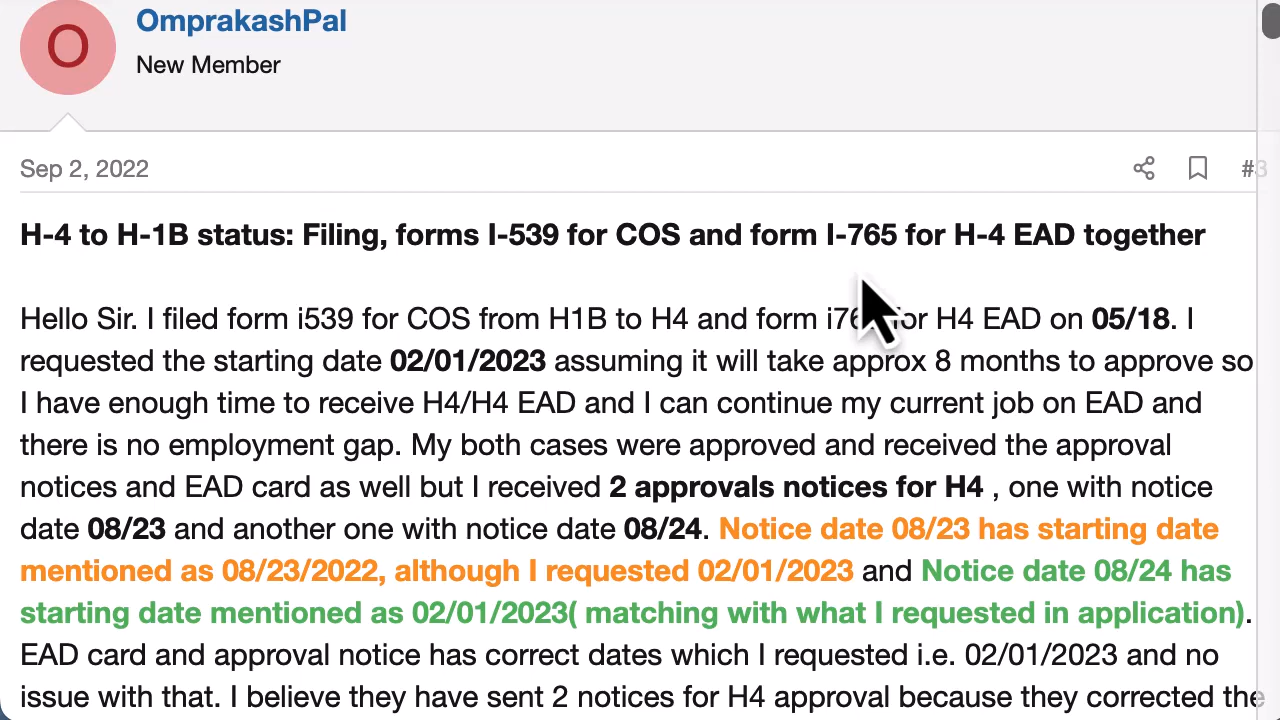 O
OmprakashPal
New Member
Sep 2, 2022
#3
H-4 to H-1B status: Filing, forms I-539 for COS and form I-765 for H-4 EAD together
Hello Sir. I filed form i539 for COS from H1B to H4 and form for H4 EAD on 05/18. I
requested the starting date 02/01/2023 assuming it will take approx 8 months to approve so
I have enough time to receive H4/H4 EAD and I can continue my current job on EAD and
there is no employment gap. My both cases were approved and received the approval
notices and EAD card as well but I received 2 approvals notices for H4 , one with notice
date 08/23 and another one with notice date 08/24. Notice date 08/23 has starting date
mentioned as 08/23/2022, although I requested 02/01/2023 and Notice date 08/24 has
starting date mentioned as 02/01/2023( matching with what I requested in application).
EAD card and approval notice has correct dates which I requested i.e. 02/01/2023 and no
issue with that. I believe they have sent 2 notices for H4 approval because they corrected the